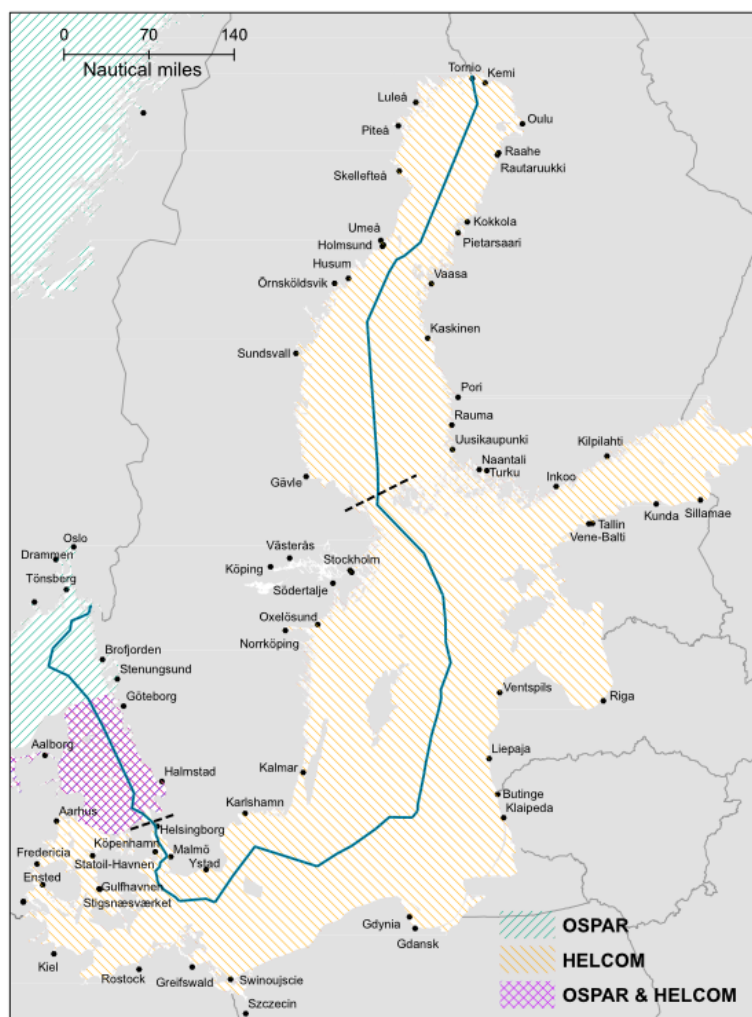 0 70 140
Nautical miles
Tornio
Kemi
Luleå
Piteå
Oulu
Raahe
Rautaruukki
Skellefteå
Kokkola
Umeå
Holmsund
Pietarsaari
Husum
Örnsköldsvik
Vaasa
Kaskinen
Sundsvall
Pori
Rauma
Uusikaupunki
Kilpilahti
Naantali
Turku
Gävle
Inkoo
Sillamae
Kunda
Tallin
Vene-Balti
Oslo
Drammen
Västerås
Stockholm
Köping
Tönsberg
Södertalje
Oxelösund
Norrköping
Brofjorden
Stenungsund
Ventspils
Riga
Göteborg
Aalborg
Liepaja
Halmstad
Kalmar
Butinge
Klaipeda
Karlshamn
Aarhus
Helsingborg
Köpenhamn
Malmö
Fredericia
Statoil-Havnen
Ystad
Ensted
Gulfhavnen
Stigsnæsværket
Gdynia
Gdansk
OSPAR
HELCOM
OSPAR & HELCOM
Kiel
Rostock
Greifswald
Swinoujscie
Szczecin